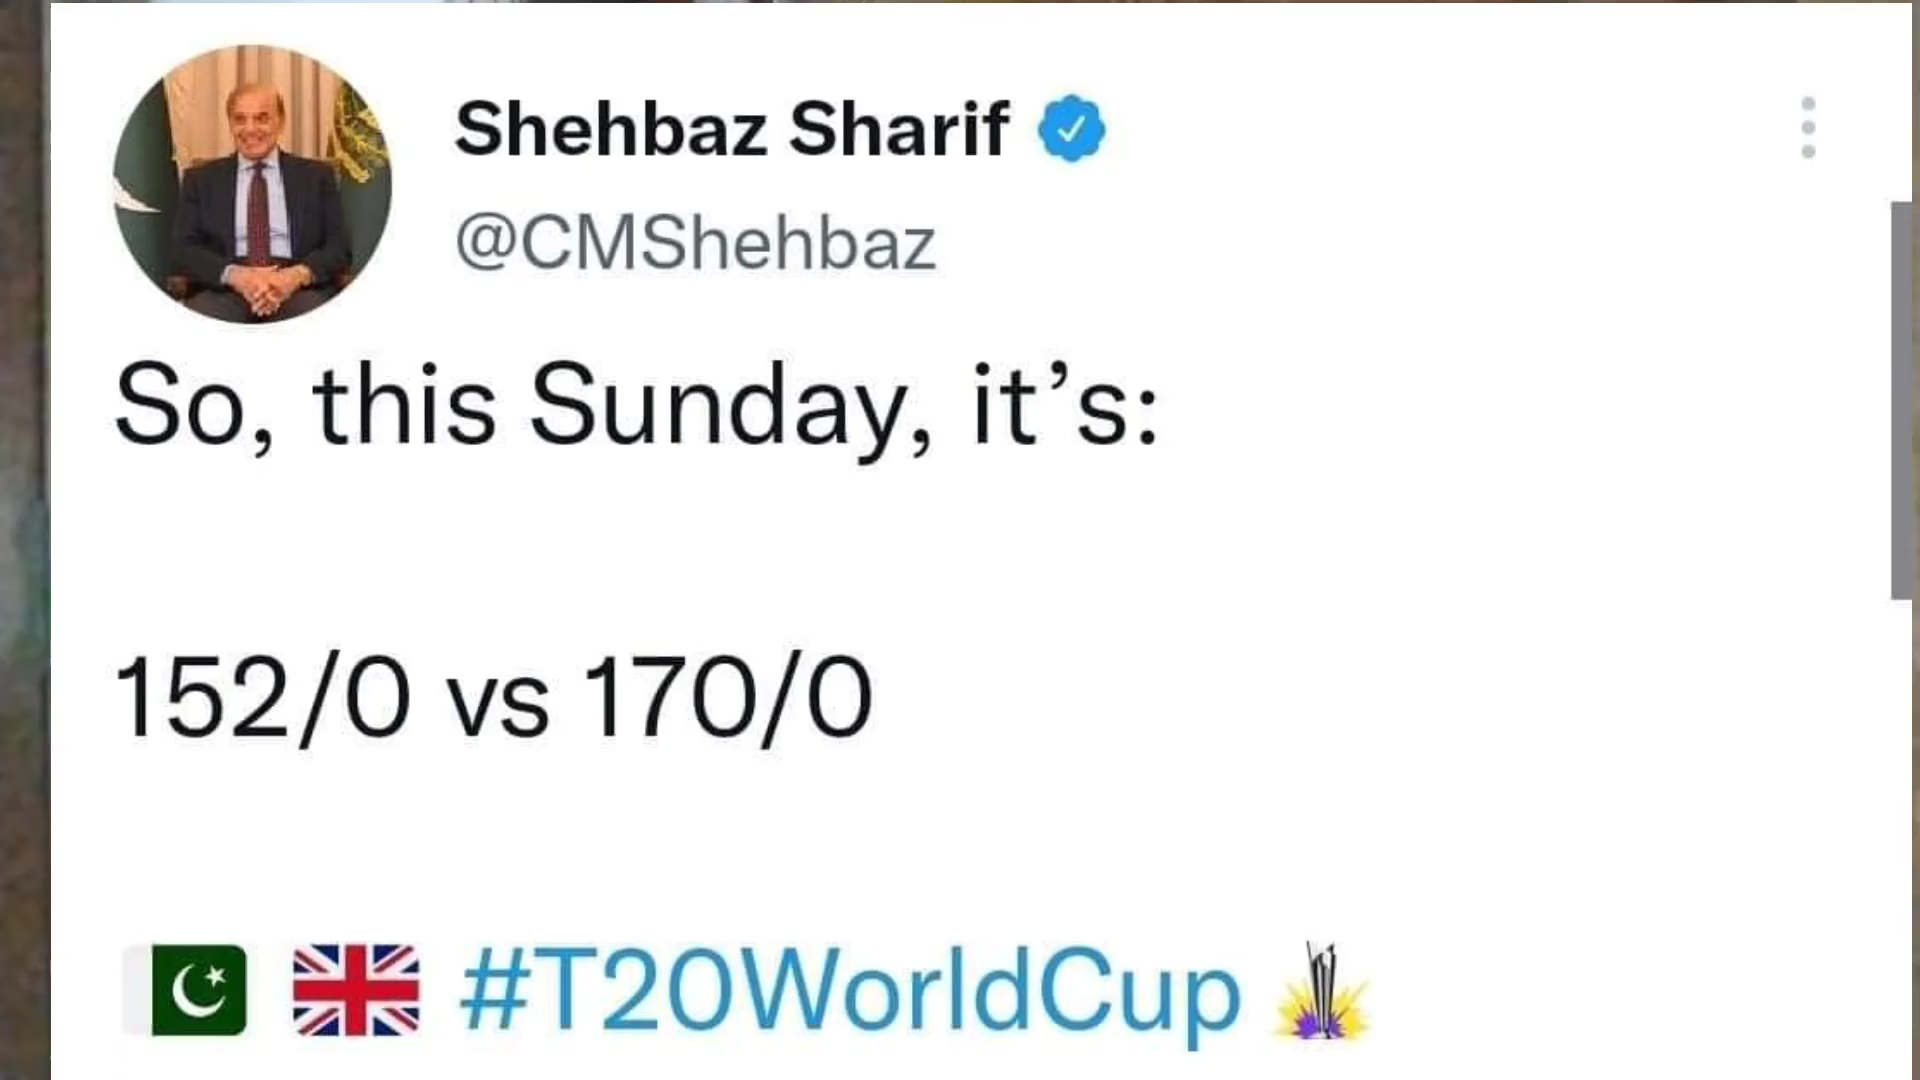 Shehbaz Sharif
@CMShehbaz
So, this Sunday, it’s:
152/0 vs 170/0
#T20WorldCup